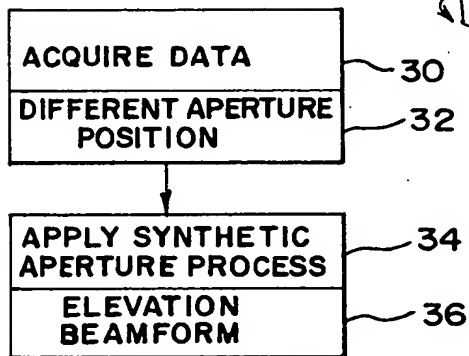 ACQUIRE DATA
30
DIFFERENT APERTURE
POSITION
32
APPLY SYNTHETIC
APERTURE PROCESS
34
ELEVATION
BEAMFORM
36